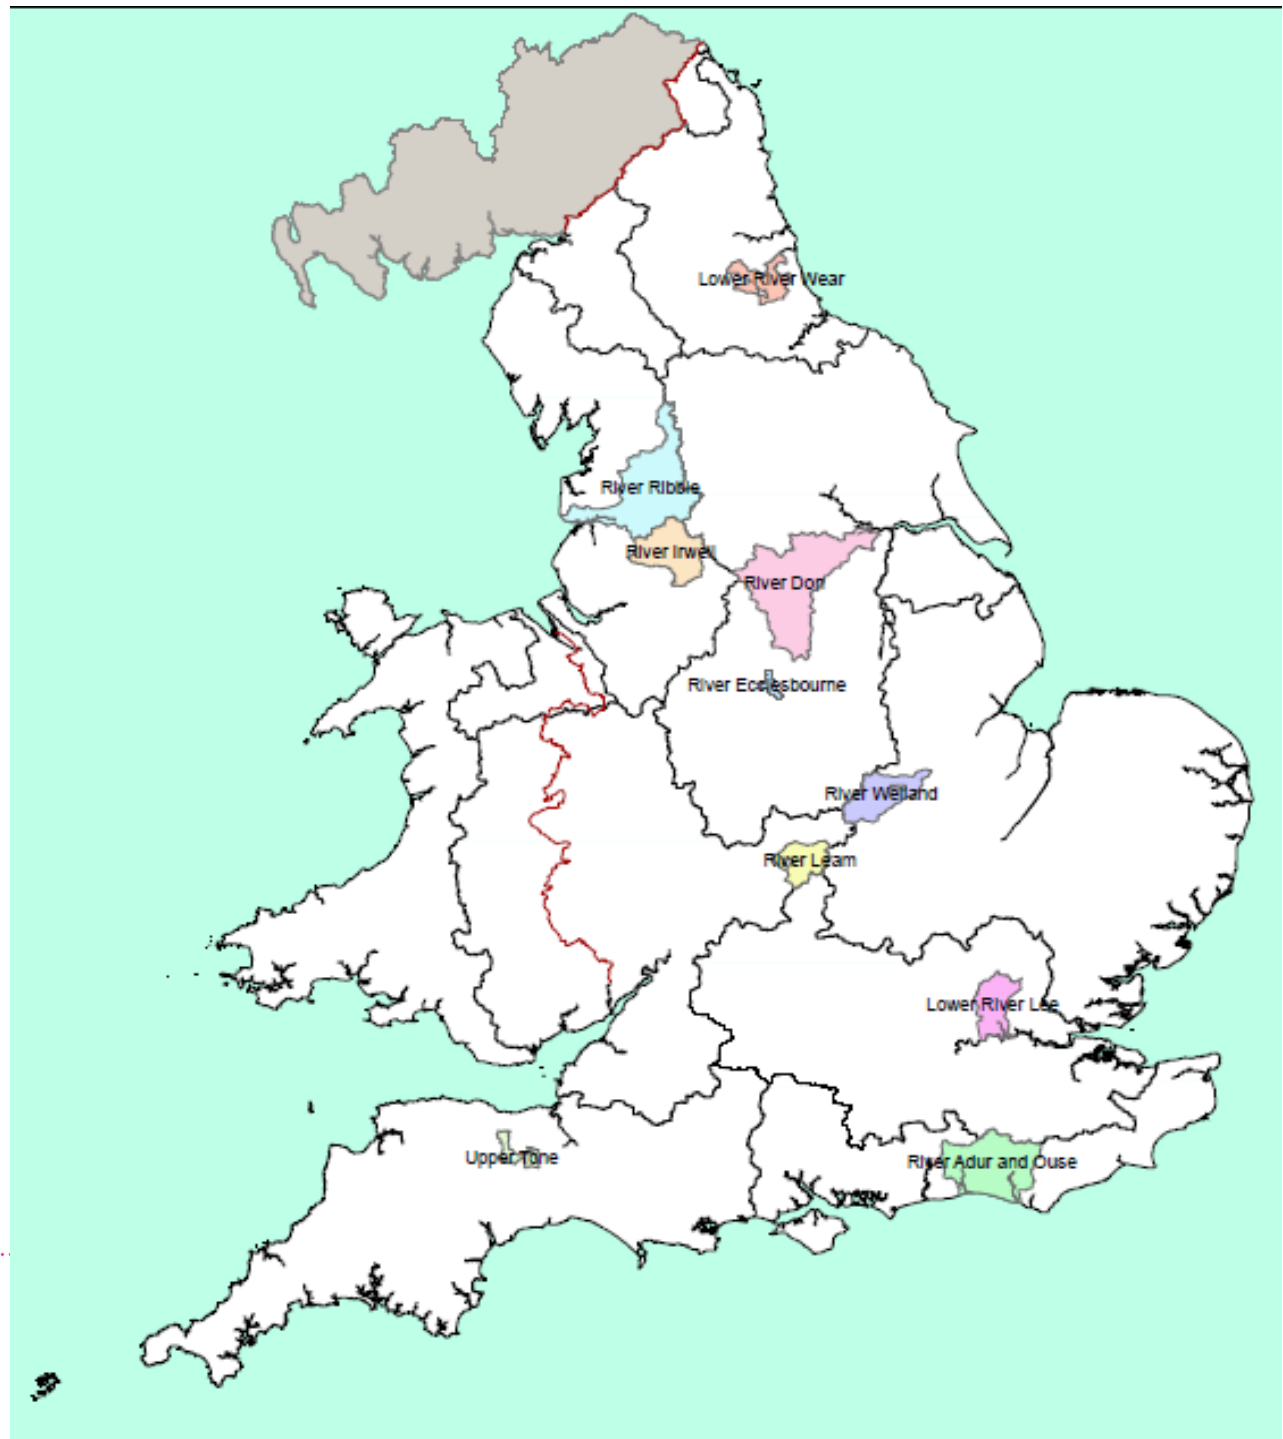 Lower River Wear
River Ribble
River Irwell
River Don
River Ecclesbourne
River Welland
River Leam
Lower River Lee
Upper Tone
River Adur and Ouse